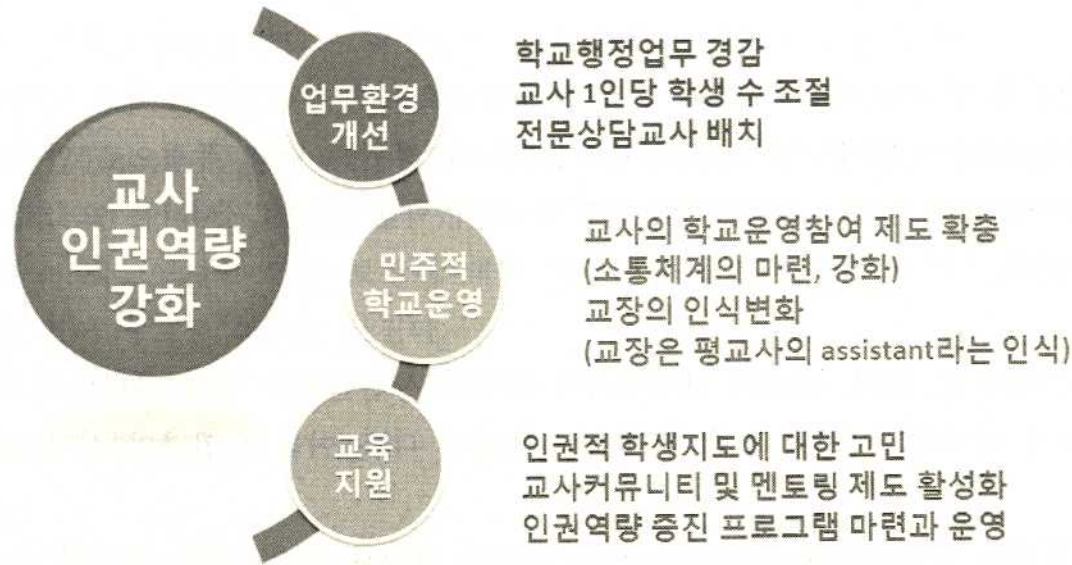 교사
인권역량
강화
업무환경
개선
학교행정업무 경감
교사 1인당 학생 수 조절
전문상담교사 배치
민주적
학교운영
교사의 학교운영참여 제도 확충
(소통체계의 마련, 강화)
교장의 인식변화
(교장은 평교사의 assistant라는 인식)
교육
지원
인권적 학생지도에 대한 고민
교사커뮤니티 및 멘토링 제도 활성화
인권역량 증진 프로그램 마련과 운영